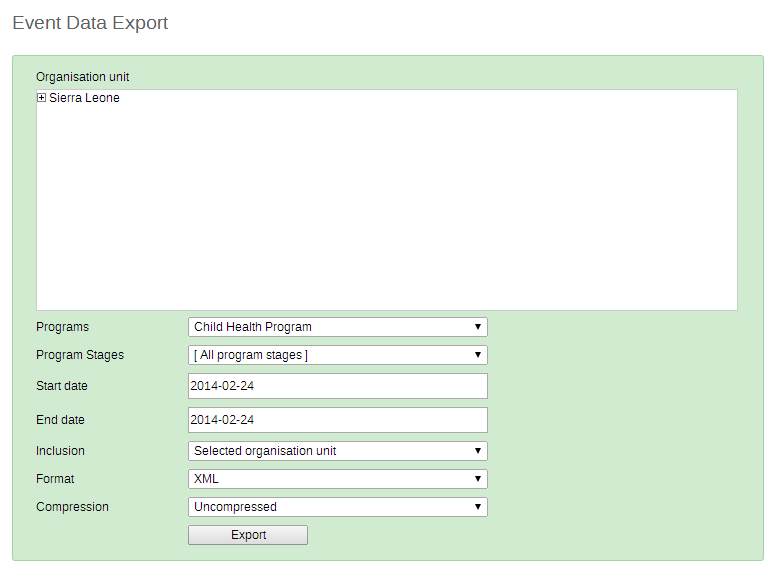 Event Data Export
Organisation unit
Sierra Leone
Programs Child Health Program
Program Stages [ All program stages ]
Start date 2014-02-24
End date 2014-02-24
Inclusion Selected organisation unit
Format XML
Compression Uncompressed
Export